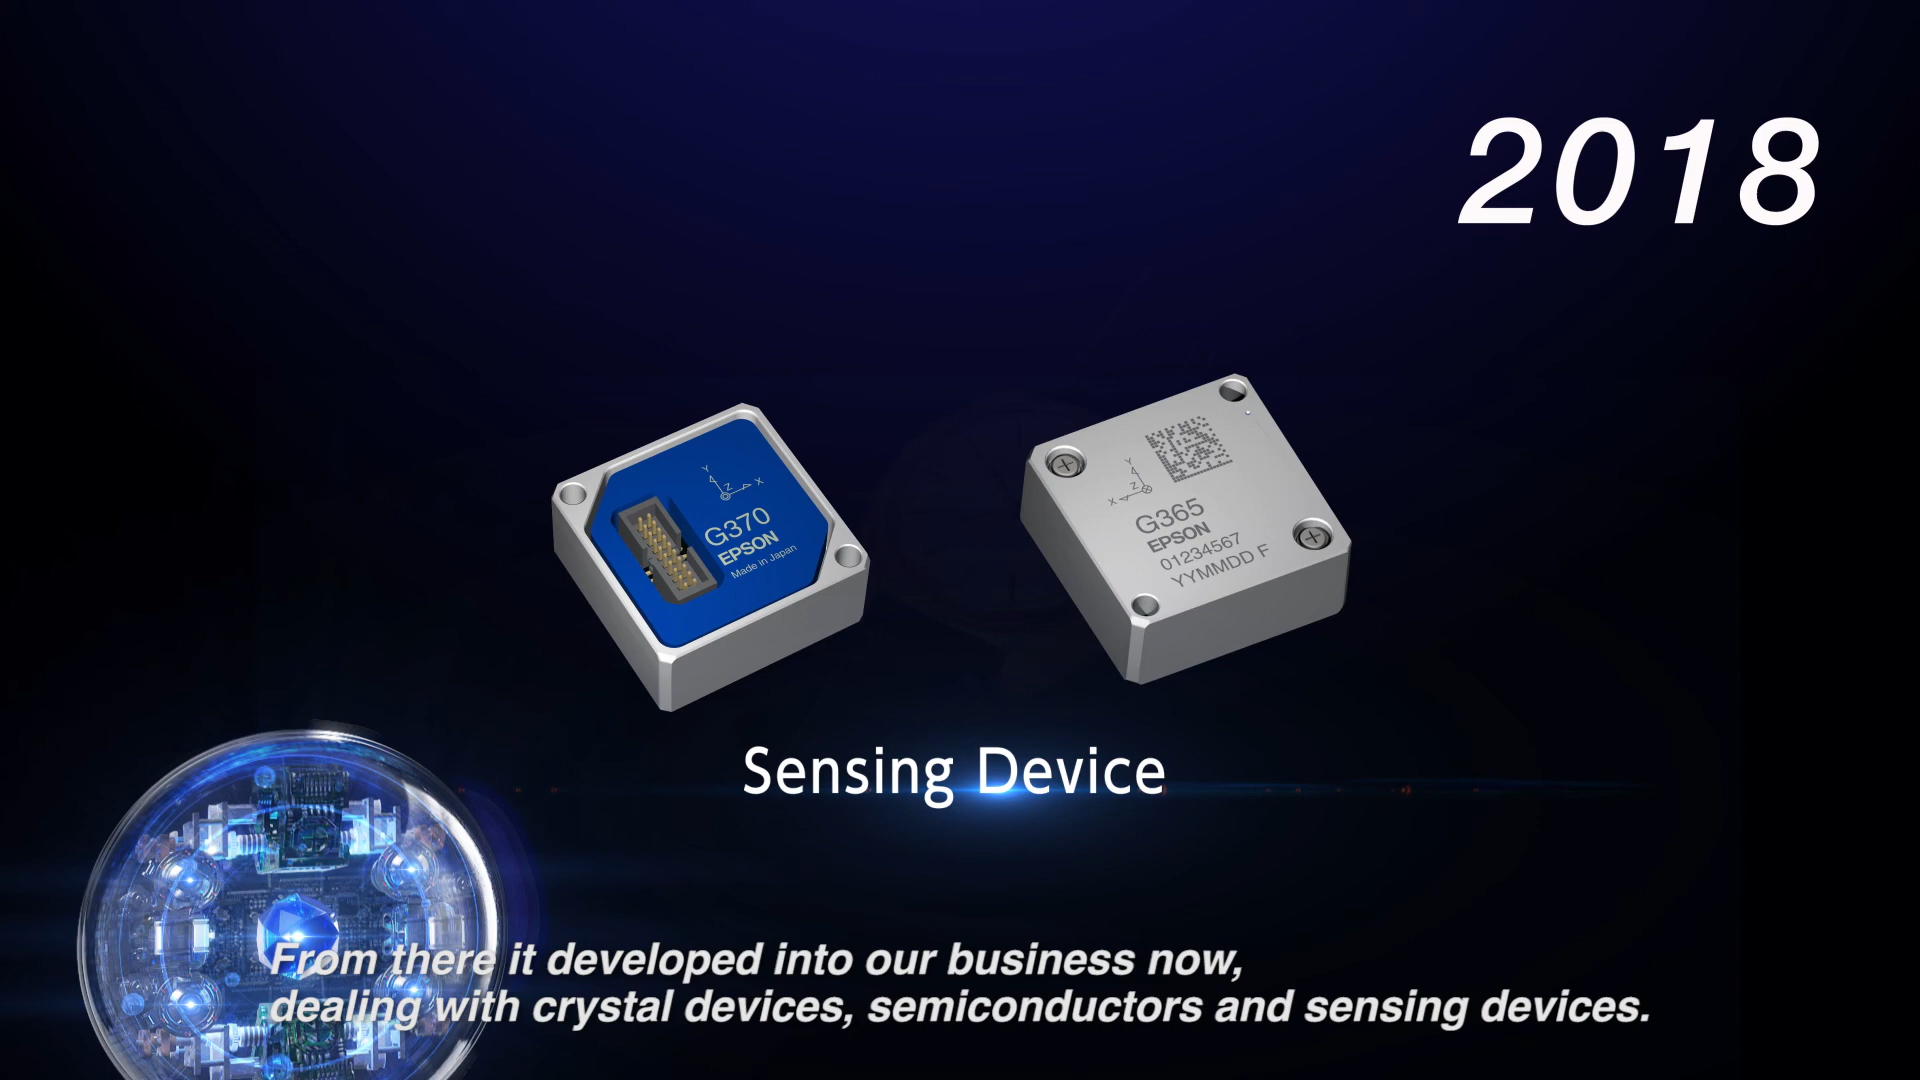 2018
Y
X
Z
G370
EPSON
Made in Japan
Y
Z
X
G365
EPSON
01234567
YYMMDD F
Sensing Device
From there it developed into our business now,
dealing with crystal devices, semiconductors and sensing devices.